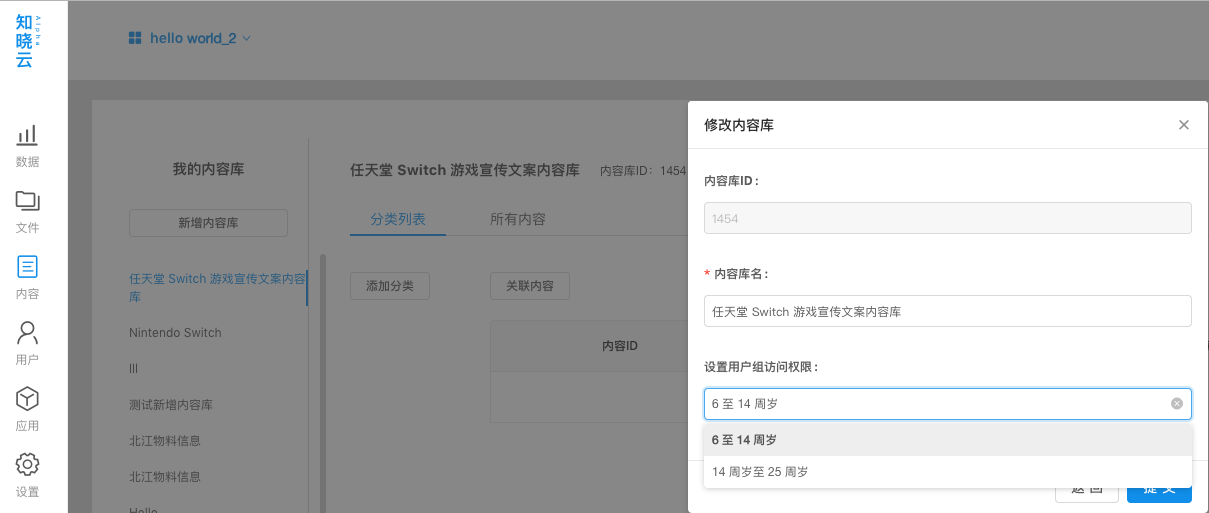 知晓云
Alpha
hello world_2
数据
文件
内容
用户
应用
设置
我的内容库
新增内容库
任天堂 Switch 游戏宣传文案内容
库
Nintendo Switch
测试新增内容库
北江物料信息
北江物料信息
Hello
任天堂 Switch 游戏宣传文案内容库
内容库ID：1454
分类列表
所有内容
添加分类
关联内容
内容ID
修改内容库
内容库ID：
1454
* 内容库名：
任天堂 Switch 游戏宣传文案内容库
设置用户组访问权限：
6 至 14 周岁
6 至 14 周岁
14 周岁至 25 周岁
返 回
提 交